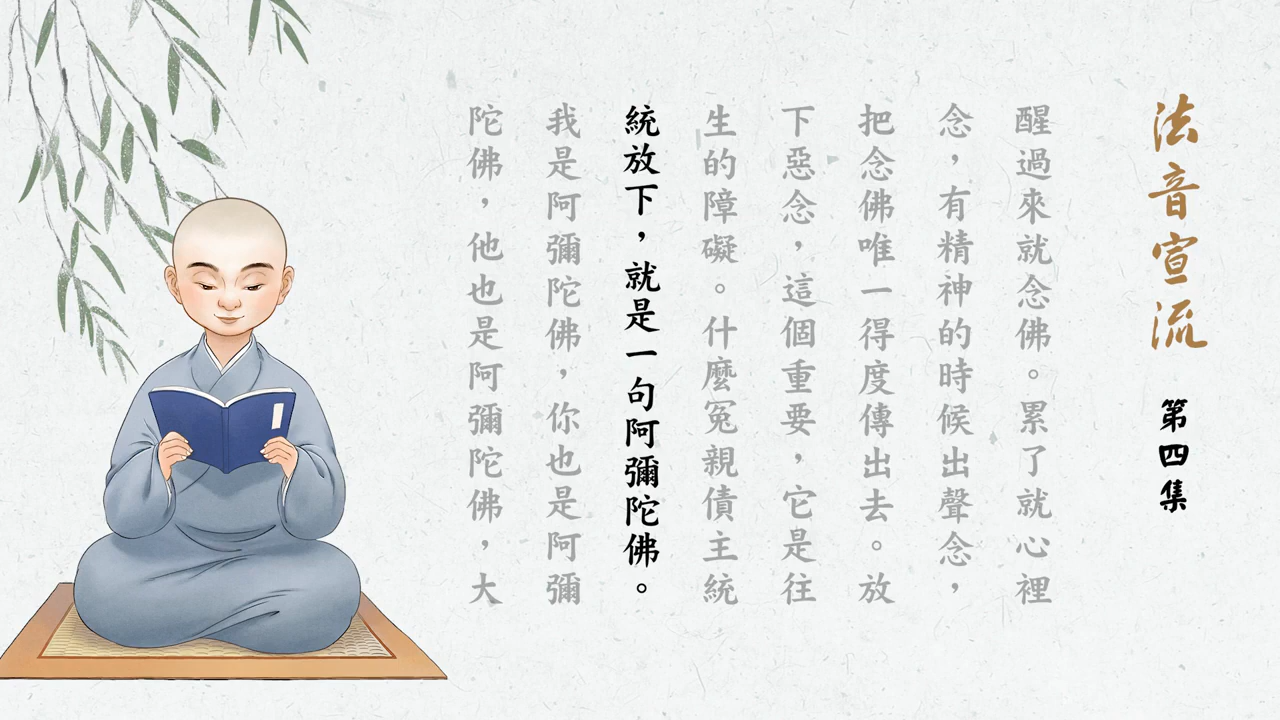 法音宣流
第四集
醒過來就念佛。累了就心裡
念，有精神的時候出聲念，
把念佛唯一得度傳出去。放
下惡念，這個重要，它是往
生的障礙。什麼冤親債主統
統放下，就是一句阿彌陀佛。
我是阿彌陀佛，你也是阿彌
陀佛，他也是阿彌陀佛，大